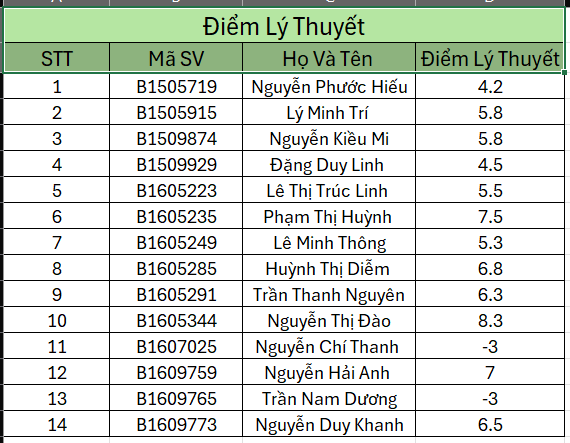 Điểm Lý Thuyết
STT Mã SV Họ Và Tên Điểm Lý Thuyết
1 B1505719 Nguyễn Phước Hiếu 4.2
2 B1505915 Lý Minh Trí 5.8
3 B1509874 Nguyễn Kiều Mi 5.8
4 B1509929 Đặng Duy Linh 4.5
5 B1605223 Lê Thị Trúc Linh 5.5
6 B1605235 Phạm Thị Huỳnh 7.5
7 B1605249 Lê Minh Thông 5.3
8 B1605285 Huỳnh Thị Diễm 6.8
9 B1605291 Trần Thanh Nguyên 6.3
10 B1605344 Nguyễn Thị Đào 8.3
11 B1607025 Nguyễn Chí Thanh -3
12 B1609759 Nguyễn Hải Anh 7
13 B1609765 Trần Nam Dương -3
14 B1609773 Nguyễn Duy Khanh 6.5